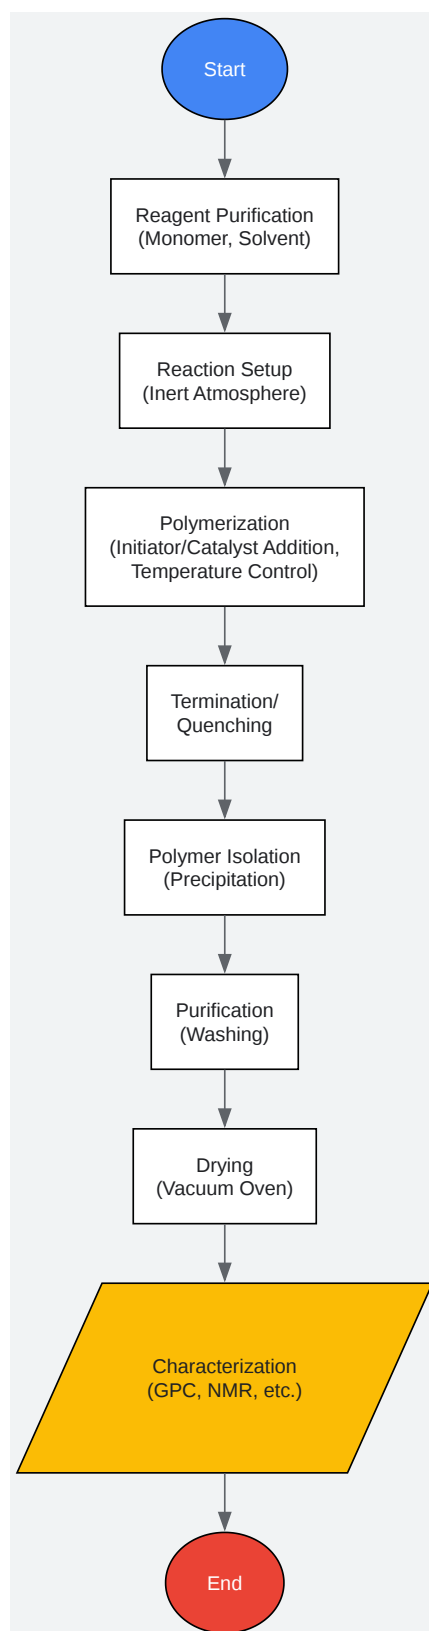 Start
Reagent Purification
(Monomer, Solvent)
Reaction Setup
(Inert Atmosphere)
Polymerization
(Initiator/Catalyst Addition,
Temperature Control)
Termination/
Quenching
Polymer Isolation
(Precipitation)
Purification
(Washing)
Drying
(Vacuum Oven)
Characterization
(GPC, NMR, etc.)
End